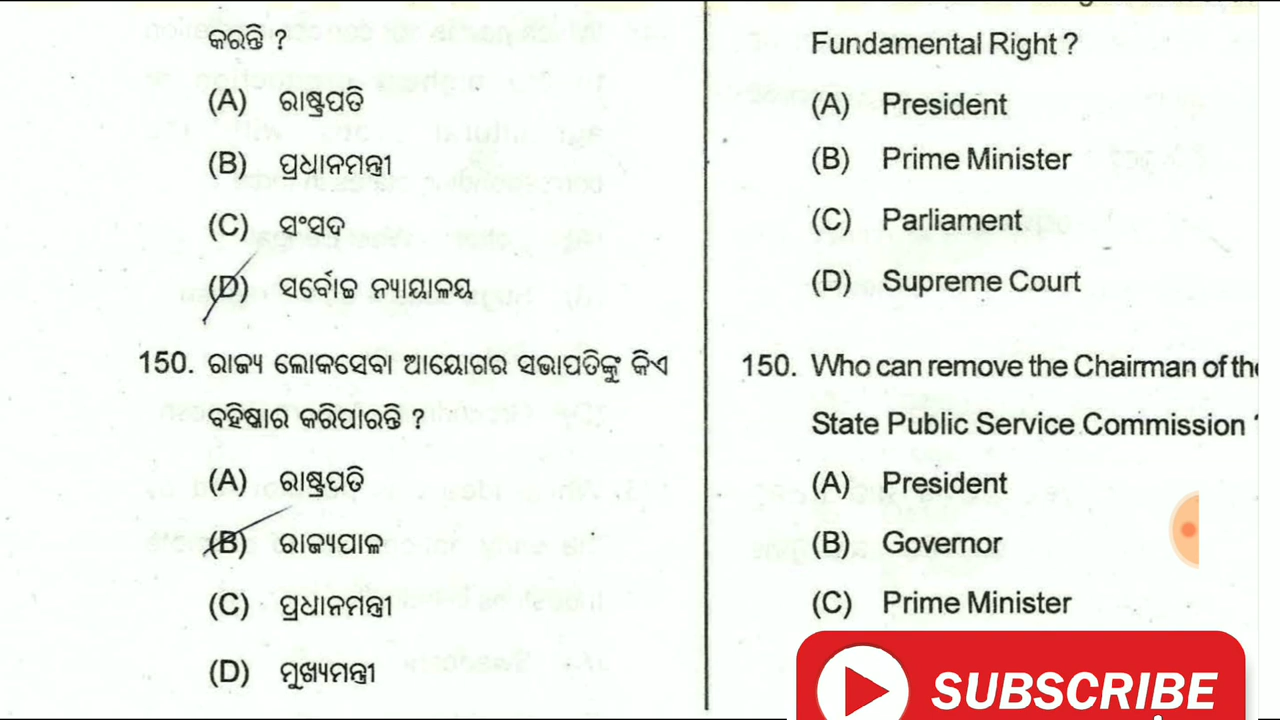 କରନ୍ତି ?
(A) ରାଷ୍ଟ୍ରପତି
(B) ପ୍ରଧାନମନ୍ତ୍ରୀ
(C) ସଂସଦ
(D) ସର୍ବୋଚ୍ଚ ନ୍ୟାୟାଳୟ
150. ରାଜ୍ୟ ଲୋକସେବା ଆୟୋଗର ସଭାପତିଙ୍କୁ କିଏ
ବହିଷ୍କାର କରିପାରନ୍ତି ?
(A) ରାଷ୍ଟ୍ରପତି
(B) ରାଜ୍ୟପାଳ
(C) ପ୍ରଧାନମନ୍ତ୍ରୀ
(D) ମୁଖ୍ୟମନ୍ତ୍ରୀ
Fundamental Right ?
(A) President
(B) Prime Minister
(C) Parliament
(D) Supreme Court
150. Who can remove the Chairman of the
State Public Service Commission ?
(A) President
(B) Governor
(C) Prime Minister
SUBSCRIBE